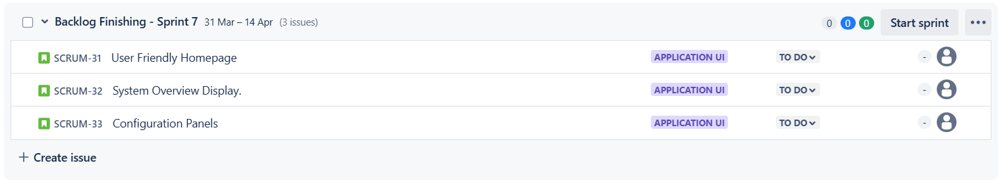 Backlog Finishing - Sprint 7 31 Mar – 14 Apr (3 issues) 0 0 0 Start sprint
SCRUM-31 User Friendly Homepage APPLICATION UI TO DO -
SCRUM-32 System Overview Display. APPLICATION UI TO DO -
SCRUM-33 Configuration Panels APPLICATION UI TO DO -
+ Create issue